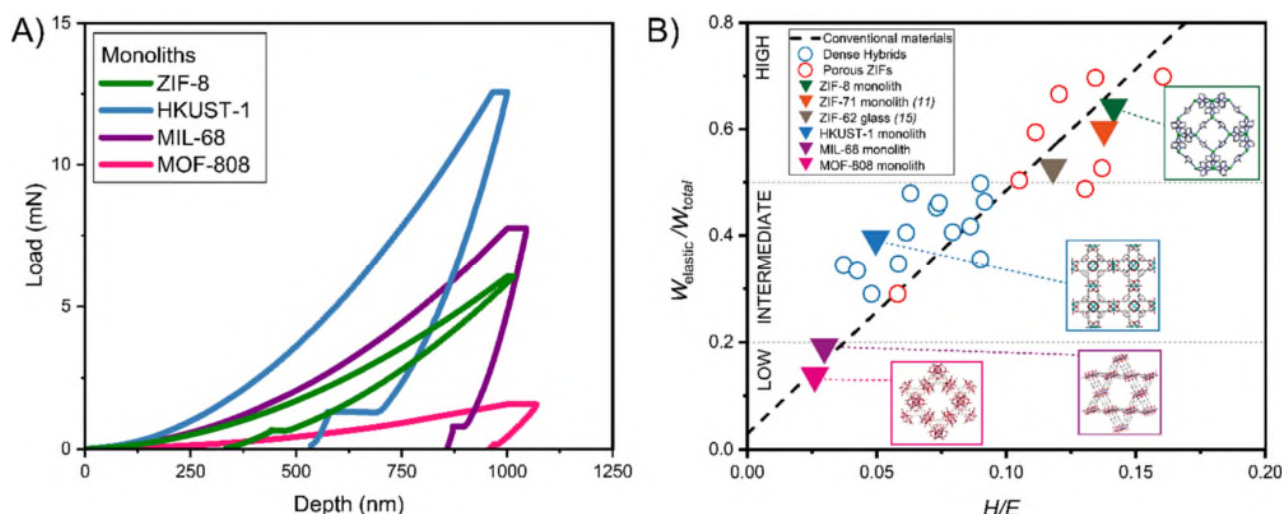 A)
Monoliths
ZIF-8
HKUST-1
MIL-68
MOF-808
Load (mN)
15
10
5
0
0
250
500
750
1000
1250
Depth (nm)
B)
Conventional materials
Dense Hybrids
Porous ZIFs
ZIF-8 monolith
ZIF-71 monolith (11)
ZIF-62 glass (15)
HKUST-1 monolith
MIL-68 monolith
MOF-808 monolith
HIGH
INTERMEDIATE
LOW
Welastic/Wtotal
0.8
0.6
0.4
0.2
0.0
0.00
0.05
0.10
0.15
0.20
H/E